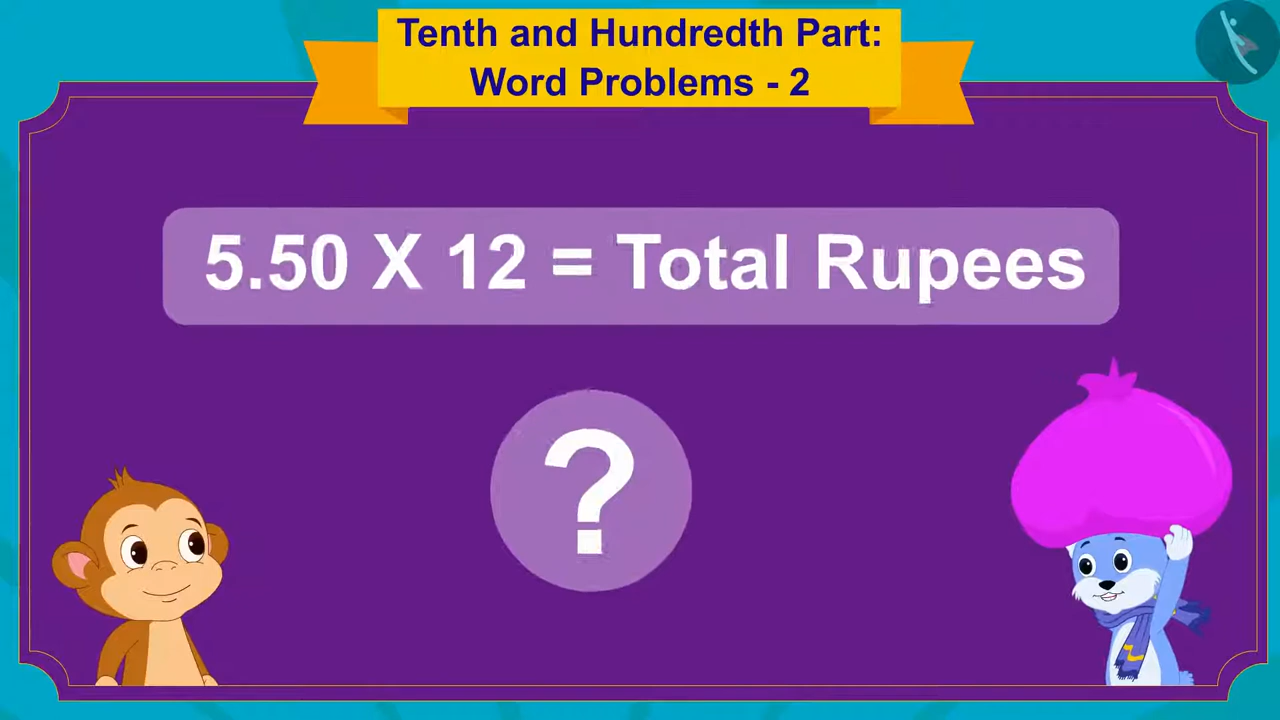 Tenth and Hundredth Part:
Word Problems - 2
5.50 X 12 = Total Rupees
?